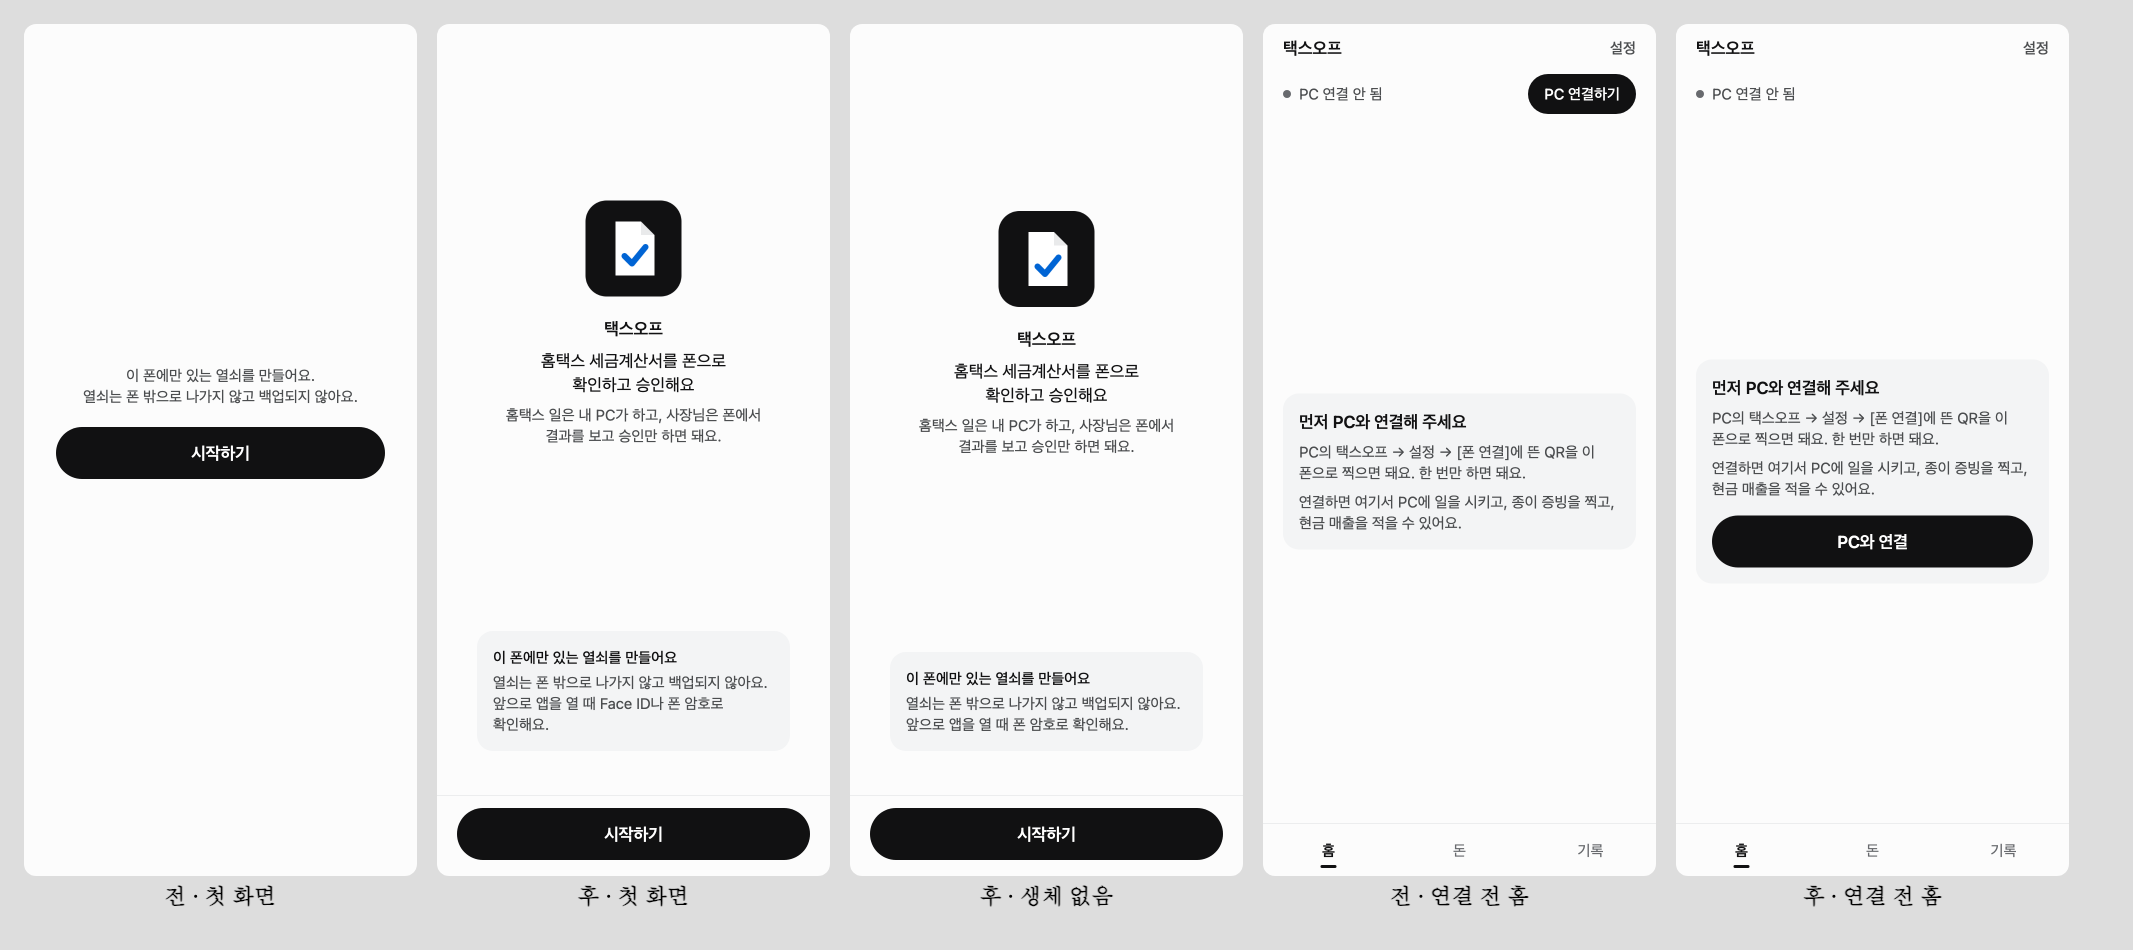 이 폰에만 있는 열쇠를 만들어요.
열쇠는 폰 밖으로 나가지 않고 백업되지 않아요.
시작하기
전 · 첫 화면
택스오프
홈택스 세금계산서를 폰으로
확인하고 승인해요
홈택스 일은 내 PC가 하고, 사장님은 폰에서
결과를 보고 승인만 하면 돼요.
이 폰에만 있는 열쇠를 만들어요
열쇠는 폰 밖으로 나가지 않고 백업되지 않아요.
앞으로 앱을 열 때 Face ID나 폰 암호로
확인해요.
시작하기
후 · 첫 화면
택스오프
홈택스 세금계산서를 폰으로
확인하고 승인해요
홈택스 일은 내 PC가 하고, 사장님은 폰에서
결과를 보고 승인만 하면 돼요.
이 폰에만 있는 열쇠를 만들어요
열쇠는 폰 밖으로 나가지 않고 백업되지 않아요.
앞으로 앱을 열 때 폰 암호로 확인해요.
시작하기
후 · 생체 없음
택스오프 설정
PC 연결 안 됨 PC 연결하기
먼저 PC와 연결해 주세요
PC의 택스오프 → 설정 → [폰 연결]에 뜬 QR을 이
폰으로 찍으면 돼요. 한 번만 하면 돼요.
연결하면 여기서 PC에 일을 시키고, 종이 증빙을 찍고,
현금 매출을 적을 수 있어요.
홈 돈 기록
전 · 연결 전 홈
택스오프 설정
PC 연결 안 됨
먼저 PC와 연결해 주세요
PC의 택스오프 → 설정 → [폰 연결]에 뜬 QR을 이
폰으로 찍으면 돼요. 한 번만 하면 돼요.
연결하면 여기서 PC에 일을 시키고, 종이 증빙을 찍고,
현금 매출을 적을 수 있어요.
PC와 연결
홈 돈 기록
후 · 연결 전 홈